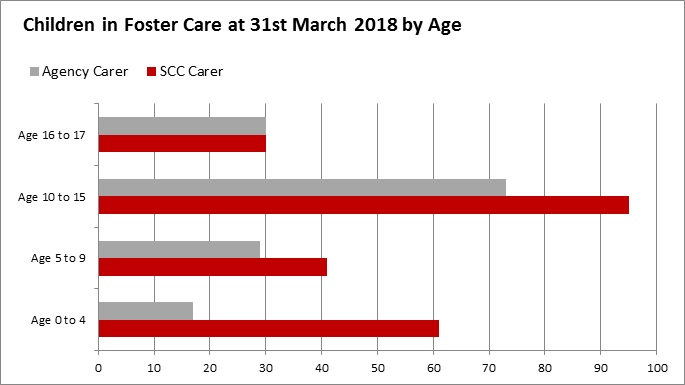 Children in Foster Care at 31st March 2018 by Age
Agency Carer SCC Carer
Age 16 to 17
Age 10 to 15
Age 5 to 9
Age 0 to 4
0 10 20 30 40 50 60 70 80 90 100